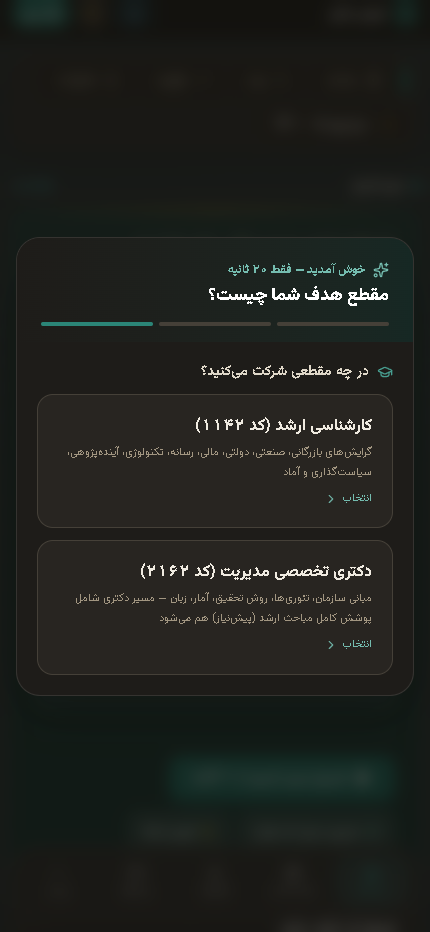 خوش آمدید — فقط ۲۰ ثانیه
مقطع هدف شما چیست؟
در چه مقطعی شرکت می‌کنید؟
کارشناسی ارشد (کد ۱۱۴۲)
گرایش‌های بازرگانی، صنعتی، دولتی، مالی، رسانه، تکنولوژی، آینده‌پژوهی،
سیاست‌گذاری و آماد
انتخاب
دکتری تخصصی مدیریت (کد ۲۱۶۲)
مبانی سازمان، تئوری‌ها، روش تحقیق، آمار، زبان — مسیر دکتری شامل
پوشش کامل مباحث ارشد (پیش‌نیاز) هم می‌شود
انتخاب